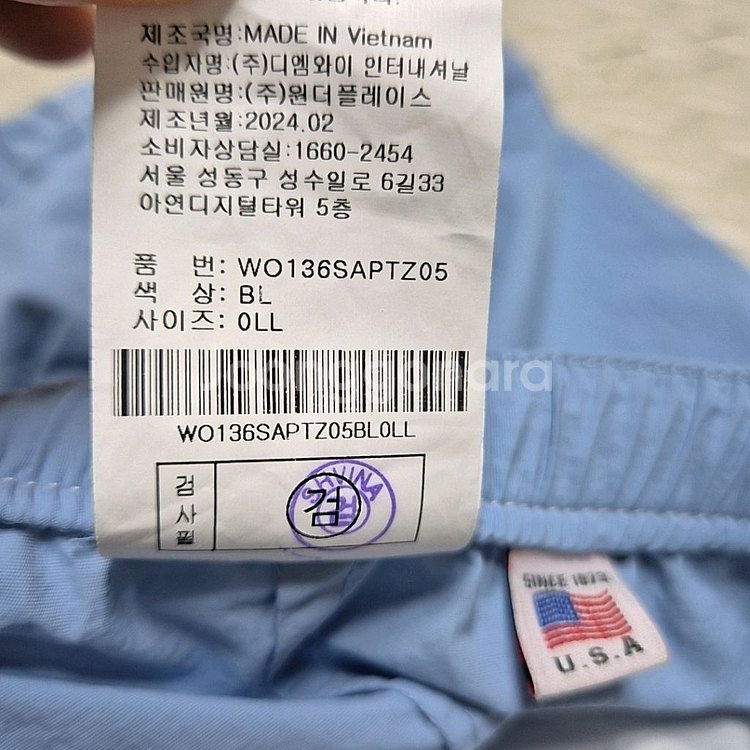 제조국명:MADE IN Vietnam
수입자명:(주)디엠와이 인터내셔날
판매원명:(주)원더플레이스
제조년월:2024.02
소비자상담실:1660-2454
서울 성동구 성수일로 6길33
아연디지털타워 5층
품 번: WO136SAPTZ05
색 상: BL
사이즈: 0LL
WO136SAPTZ05BL0LL
검사필
검
SINCE 1873
U.S.A